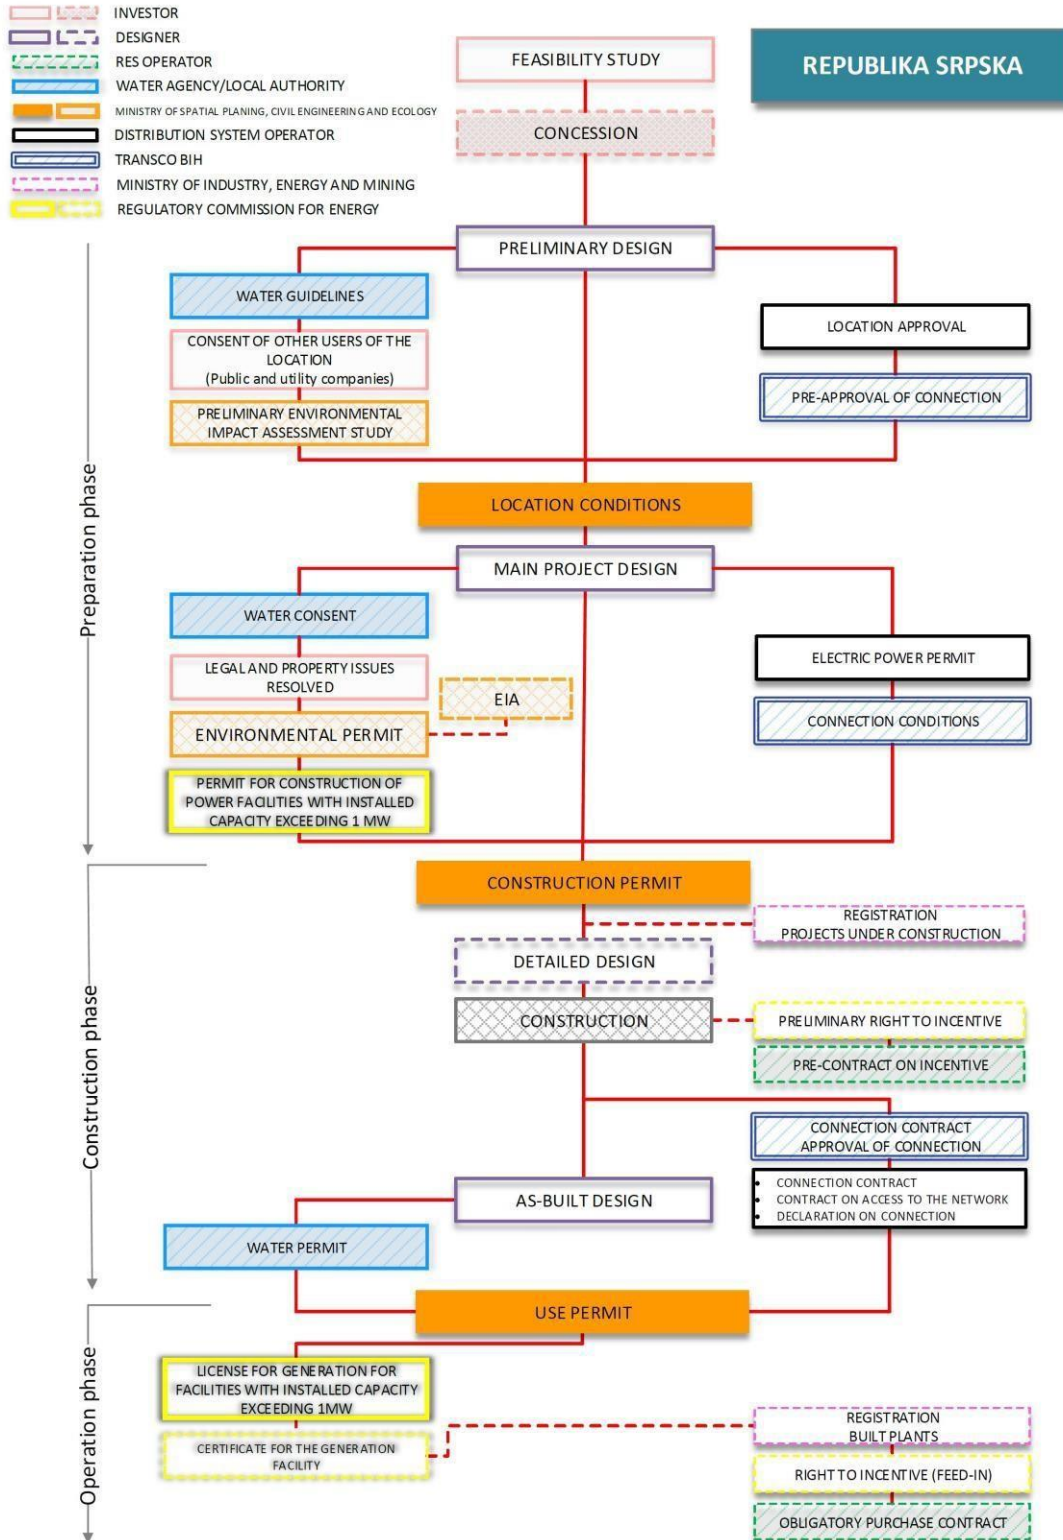 INVESTOR
DESIGNER
RES OPERATOR
WATER AGENCY/LOCAL AUTHORITY
MINISTRY OF SPATIAL PLANING, CIVIL ENGINEERING AND ECOLOGY
DISTRIBUTION SYSTEM OPERATOR
TRANSCO BIH
MINISTRY OF INDUSTRY, ENERGY AND MINING
REGULATORY COMMISSION FOR ENERGY
REPUBLIKA SRPSKA
FEASIBILITY STUDY
CONCESSION
PRELIMINARY DESIGN
WATER GUIDELINES
CONSENT OF OTHER USERS OF THE
LOCATION
(Public and utility companies)
PRELIMINARY ENVIRONMENTAL
IMPACT ASSESSMENT STUDY
LOCATION APPROVAL
PRE-APPROVAL OF CONNECTION
Preparation phase
LOCATION CONDITIONS
MAIN PROJECT DESIGN
WATER CONSENT
LEGAL AND PROPERTY ISSUES
RESOLVED
EIA
ENVIRONMENTAL PERMIT
PERMIT FOR CONSTRUCTION OF
POWER FACILITIES WITH INSTALLED
CAPACITY EXCEEDING 1 MW
ELECTRIC POWER PERMIT
CONNECTION CONDITIONS
CONSTRUCTION PERMIT
REGISTRATION
PROJECTS UNDER CONSTRUCTION
DETAILED DESIGN
CONSTRUCTION
PRELIMINARY RIGHT TO INCENTIVE
PRE-CONTRACT ON INCENTIVE
Construction phase
CONNECTION CONTRACT
APPROVAL OF CONNECTION
• CONNECTION CONTRACT
• CONTRACT ON ACCESS TO THE NETWORK
• DECLARATION ON CONNECTION
AS-BUILT DESIGN
WATER PERMIT
USE PERMIT
Operation phase
LICENSE FOR GENERATION FOR
FACILITIES WITH INSTALLED CAPACITY
EXCEEDING 1MW
CERTIFICATE FOR THE GENERATION
FACILITY
REGISTRATION
BUILT PLANTS
RIGHT TO INCENTIVE (FEED-IN)
OBLIGATORY PURCHASE CONTRACT